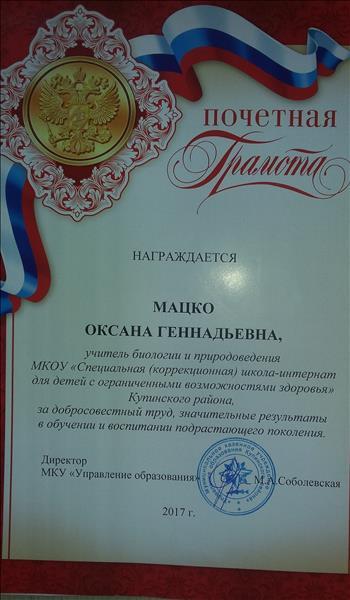 ПОЧЕТНАЯ
Грамота
НАГРАЖДАЕТСЯ
МАЦКО
ОКСАНА ГЕННАДЬЕВНА,
учитель биологии и природоведения
МКОУ «Специальная (коррекционная) школа-интернат
для детей с ограниченными возможностями здоровья»
Купинского района,
за добросовестный труд, значительные результаты
в обучении и воспитании подрастающего поколения.
Директор
МКУ «Управление образования» М.А.Соболевская
2017 г.